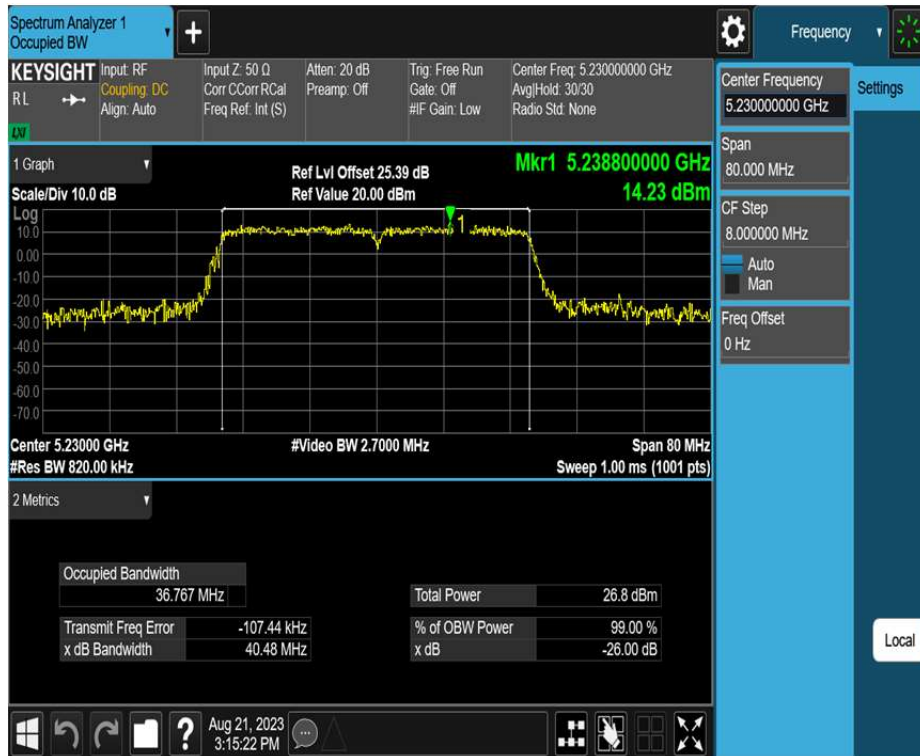 Spectrum Analyzer 1
Occupied BW
+
Frequency
KEYSIGHT
R L
LXI
Input: RF
Coupling: DC
Align: Auto
Input Z: 50 Ω
Corr CCorr RCal
Freq Ref: Int (S)
Atten: 20 dB
Preamp: Off
Trig: Free Run
Gate: Off
#IF Gain: Low
Center Freq: 5.230000000 GHz
Avg|Hold: 30/30
Radio Std: None
Center Frequency
5.230000000 GHz
Settings
Span
80.000 MHz
CF Step
8.000000 MHz
Auto
Man
Freq Offset
0 Hz
1 Graph
Scale/Div 10.0 dB
Ref Lvl Offset 25.39 dB
Ref Value 20.00 dBm
Mkr1 5.238800000 GHz
14.23 dBm
Log
10.0
0.00
-10.0
-20.0
-30.0
-40.0
-50.0
-60.0
-70.0
1
Center 5.23000 GHz
#Res BW 820.00 kHz
#Video BW 2.7000 MHz
Span 80 MHz
Sweep 1.00 ms (1001 pts)
2 Metrics
Occupied Bandwidth
36.767 MHz
Total Power 26.8 dBm
Transmit Freq Error -107.44 kHz
% of OBW Power 99.00 %
x dB Bandwidth 40.48 MHz
x dB -26.00 dB
Local
?
Aug 21, 2023
3:15:22 PM